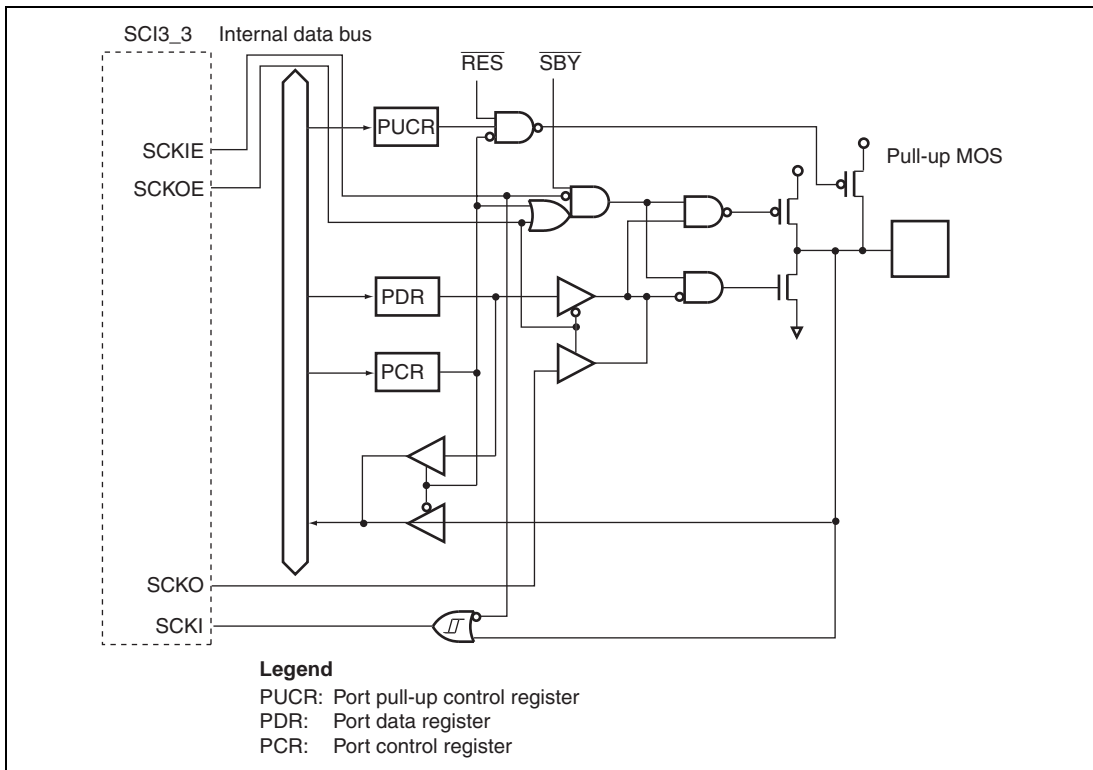 SCI3_3 Internal data bus
RES
SBY
PUCR
SCKIE
SCKOE
Pull-up MOS
PDR
PCR
SCKO
SCKI
Legend
PUCR: Port pull-up control register
PDR: Port data register
PCR: Port control register